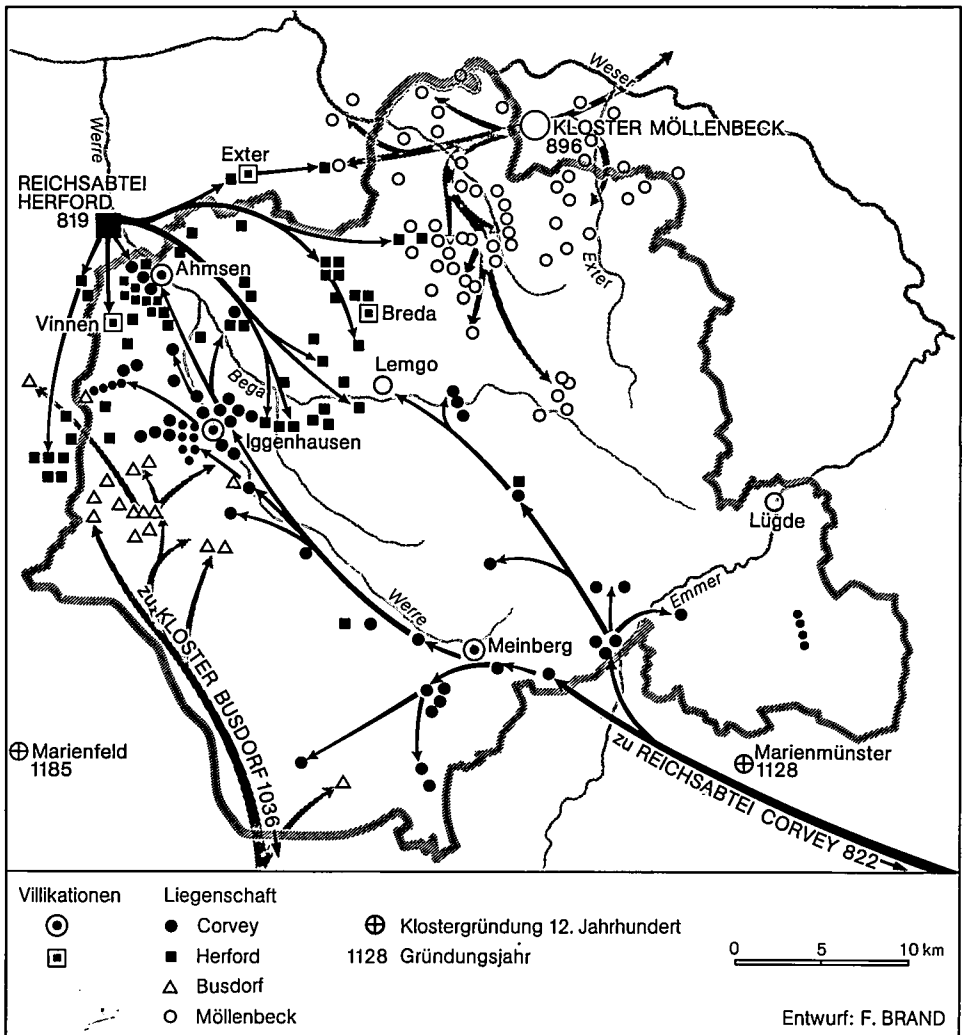 Weser
Werre
KLOSTER MÖLLENBECK
896
Exter
REICHSABTEI
HERFORD
819
Exter
Ahmsen
Vinnen
Breda
Lemgo
Bega
Iggenhausen
Lügde
Emmer
Werre
Meinberg
zu KLOSTER BUSDORF 1036
Marienfeld
1185
Marienmünster
1128
zu REICHSABTEI CORVEY 822
Villikationen
Liegenschaft
Corvey
Klostergründung 12. Jahrhundert
Herford
1128 Gründungsjahr
Busdorf
Möllenbeck
0 5 10 km
Entwurf: F. BRAND